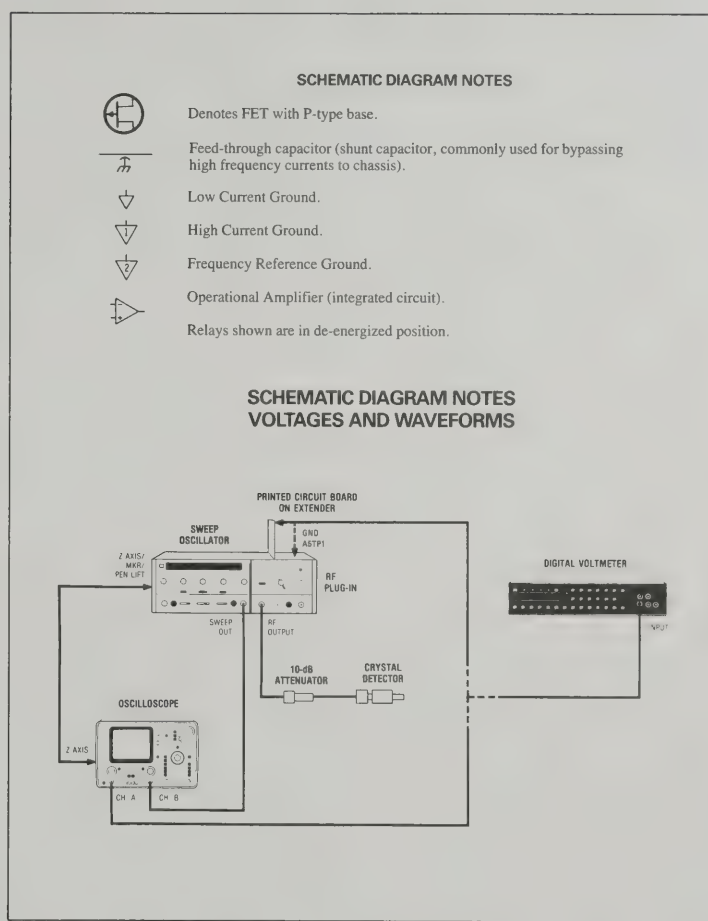 SCHEMATIC DIAGRAM NOTES
Denotes FET with P-type base.
Feed-through capacitor (shunt capacitor, commonly used for bypassing
high frequency currents to chassis).
Low Current Ground.
1
High Current Ground.
2
Frequency Reference Ground.
Operational Amplifier (integrated circuit).
Relays shown are in de-energized position.
SCHEMATIC DIAGRAM NOTES
VOLTAGES AND WAVEFORMS
PRINTED CIRCUIT BOARD
ON EXTENDER
SWEEP
OSCILLATOR
GND
A5TP1
Z AXIS/
MKR/
PEN LIFT
RF
PLUG-IN
DIGITAL VOLTMETER
INPUT
SWEEP
OUT
RF
OUTPUT
10-dB
ATTENUATOR
CRYSTAL
DETECTOR
OSCILLOSCOPE
Z AXIS
CH A
CH B